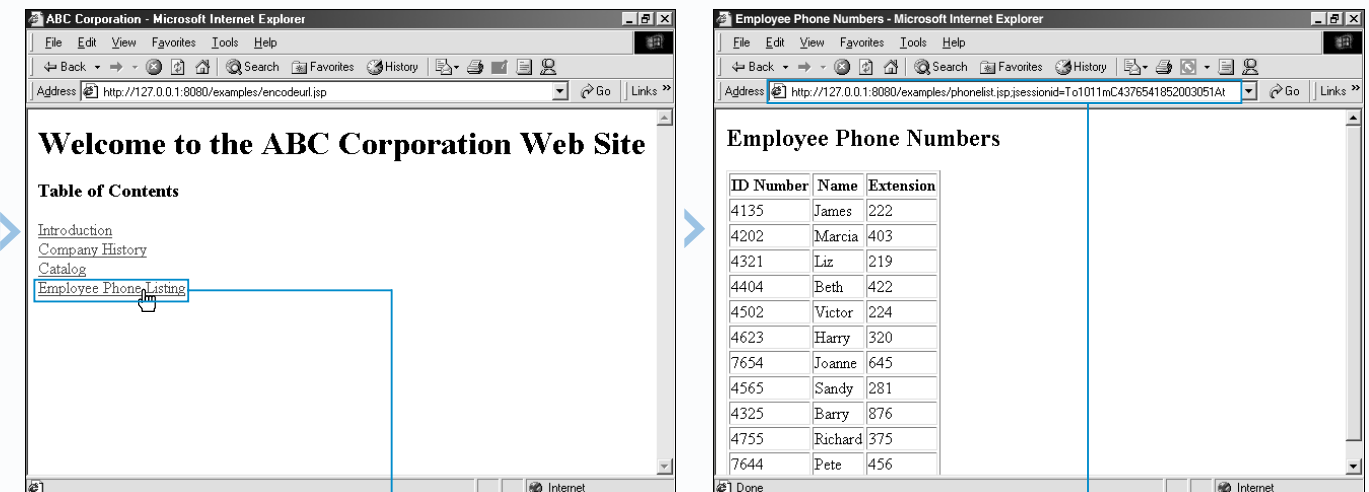 ABC Corporation - Microsoft Internet Explorer
File Edit View Favorites Tools Help
Back Search Favorites History
Address http://127.0.0.1:8080/examples/encodeurl.jsp Go Links »
Welcome to the ABC Corporation Web Site
Table of Contents
Introduction
Company History
Catalog
Employee Phone Listing
Internet
Employee Phone Numbers - Microsoft Internet Explorer
File Edit View Favorites Tools Help
Back Search Favorites History
Address http://127.0.0.1:8080/examples/phonelist.jsp;jsessionid=To1011mC4376541852003051At Go Links »
Employee Phone Numbers
ID Number Name Extension
4135 James 222
4202 Marcia 403
4321 Liz 219
4404 Beth 422
4502 Victor 224
4623 Harry 320
7654 Joanne 645
4565 Sandy 281
4325 Barry 876
4755 Richard 375
7644 Pete 456
Done Internet